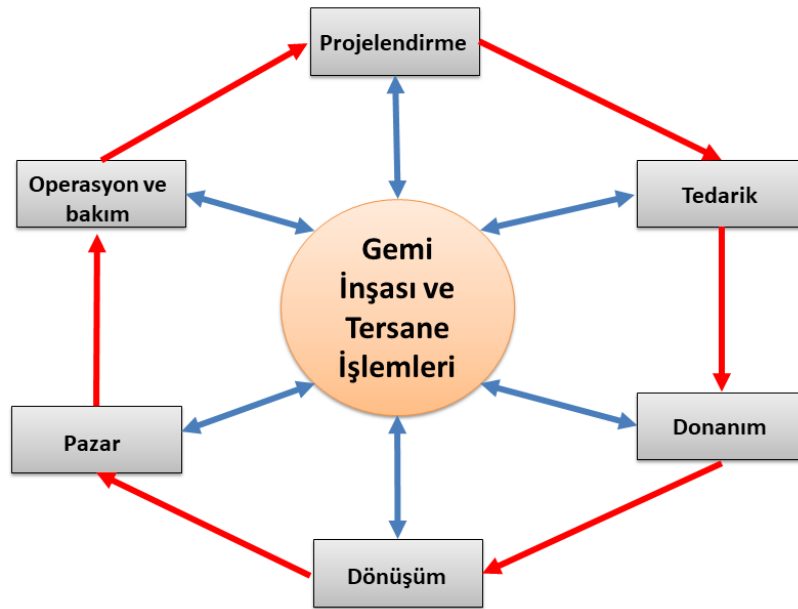 Projelendirme
Operasyon ve
bakım
Tedarik
Gemi
İnşası ve
Tersane
İşlemleri
Pazar
Donanım
Dönüşüm